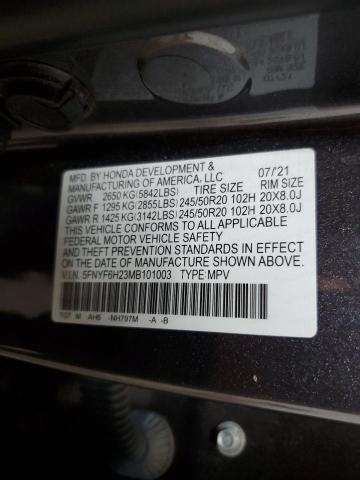 MFD. BY HONDA DEVELOPMENT & 07/21
MANUFACTURING OF AMERICA, LLC
GVWR 2650 KG(5842LBS) TIRE SIZE RIM SIZE
GAWR F 1295 KG(2855LBS) 245/50R20 102H 20X8.0J
GAWR R 1425 KG(3142LBS) 245/50R20 102H 20X8.0J
THIS VEHICLE CONFORMS TO ALL APPLICABLE
FEDERAL MOTOR VEHICLE SAFETY
AND THEFT PREVENTION STANDARDS IN EFFECT
ON THE DATE OF MANUFACTURE SHOWN ABOVE.
V.I.N. 5FNYF6H23MB101003 TYPE: MPV
TG7 M AH6 -NH797M -A -B
07/21